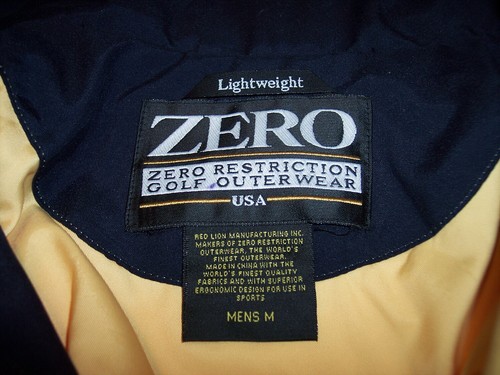 Lightweight
ZERO
ZERO RESTRICTION
GOLF OUTERWEAR
USA
RED LION MANUFACTURING INC.
MAKERS OF ZERO RESTRICTION
OUTERWEAR, THE WORLD'S
FINEST OUTERWEAR.
MADE IN CHINA WITH THE
WORLD'S FINEST QUALITY
FABRICS AND WITH SUPERIOR
ERGONOMIC DESIGN FOR USE IN
SPORTS
MENS M